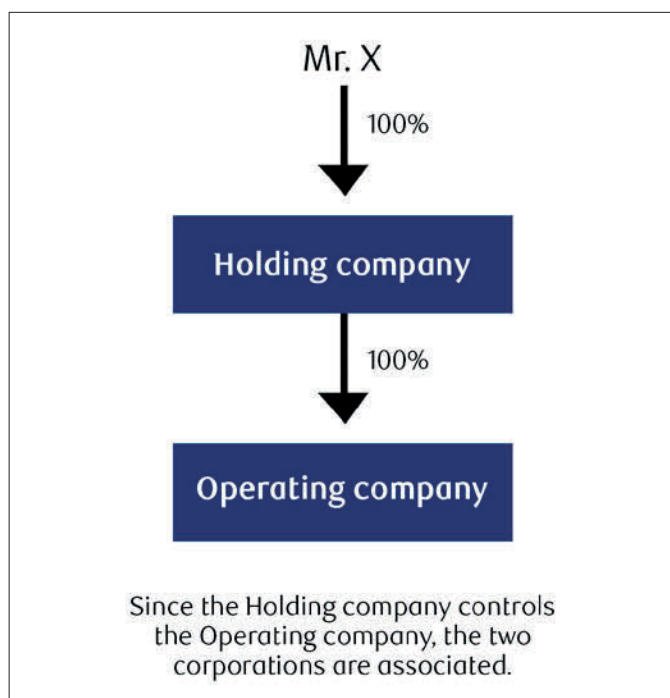 Mr. X
100%
Holding company
100%
Operating company
Since the Holding company controls
the Operating company, the two
corporations are associated.